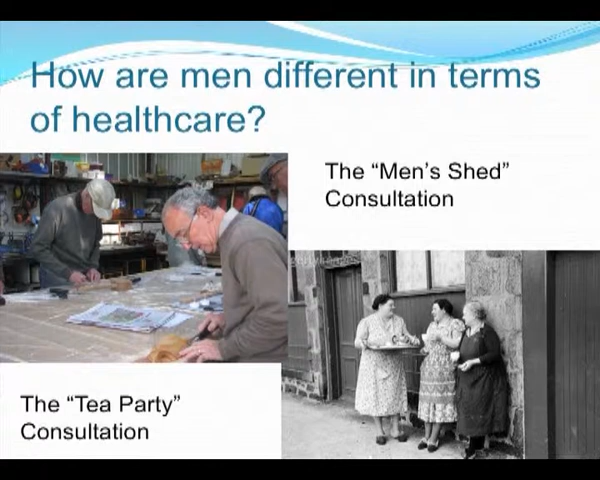 How are men different in terms
of healthcare?
The “Men’s Shed”
Consultation
The “Tea Party”
Consultation